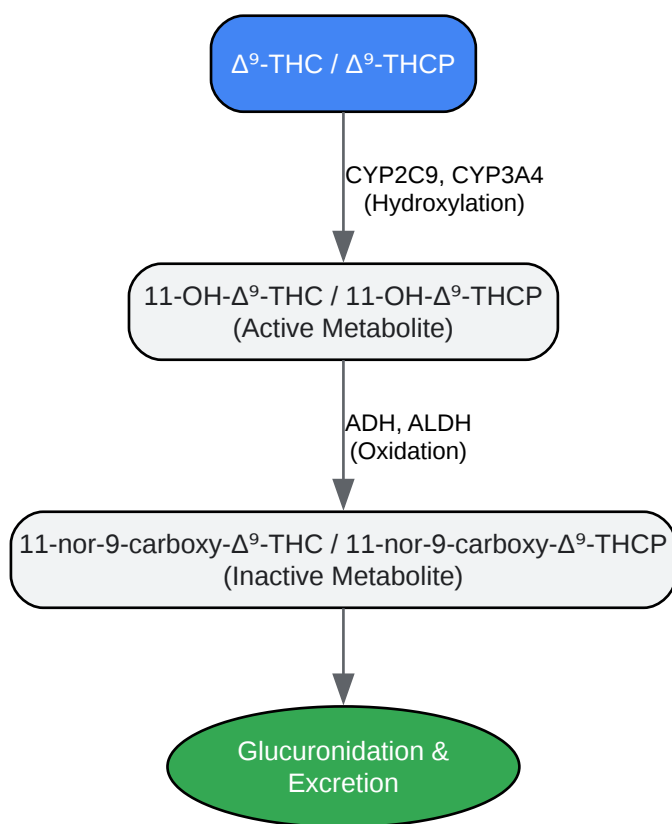 Δ⁹-THC / Δ⁹-THCP
CYP2C9, CYP3A4
(Hydroxylation)
11-OH-Δ⁹-THC / 11-OH-Δ⁹-THCP
(Active Metabolite)
ADH, ALDH
(Oxidation)
11-nor-9-carboxy-Δ⁹-THC / 11-nor-9-carboxy-Δ⁹-THCP
(Inactive Metabolite)
Glucuronidation &
Excretion